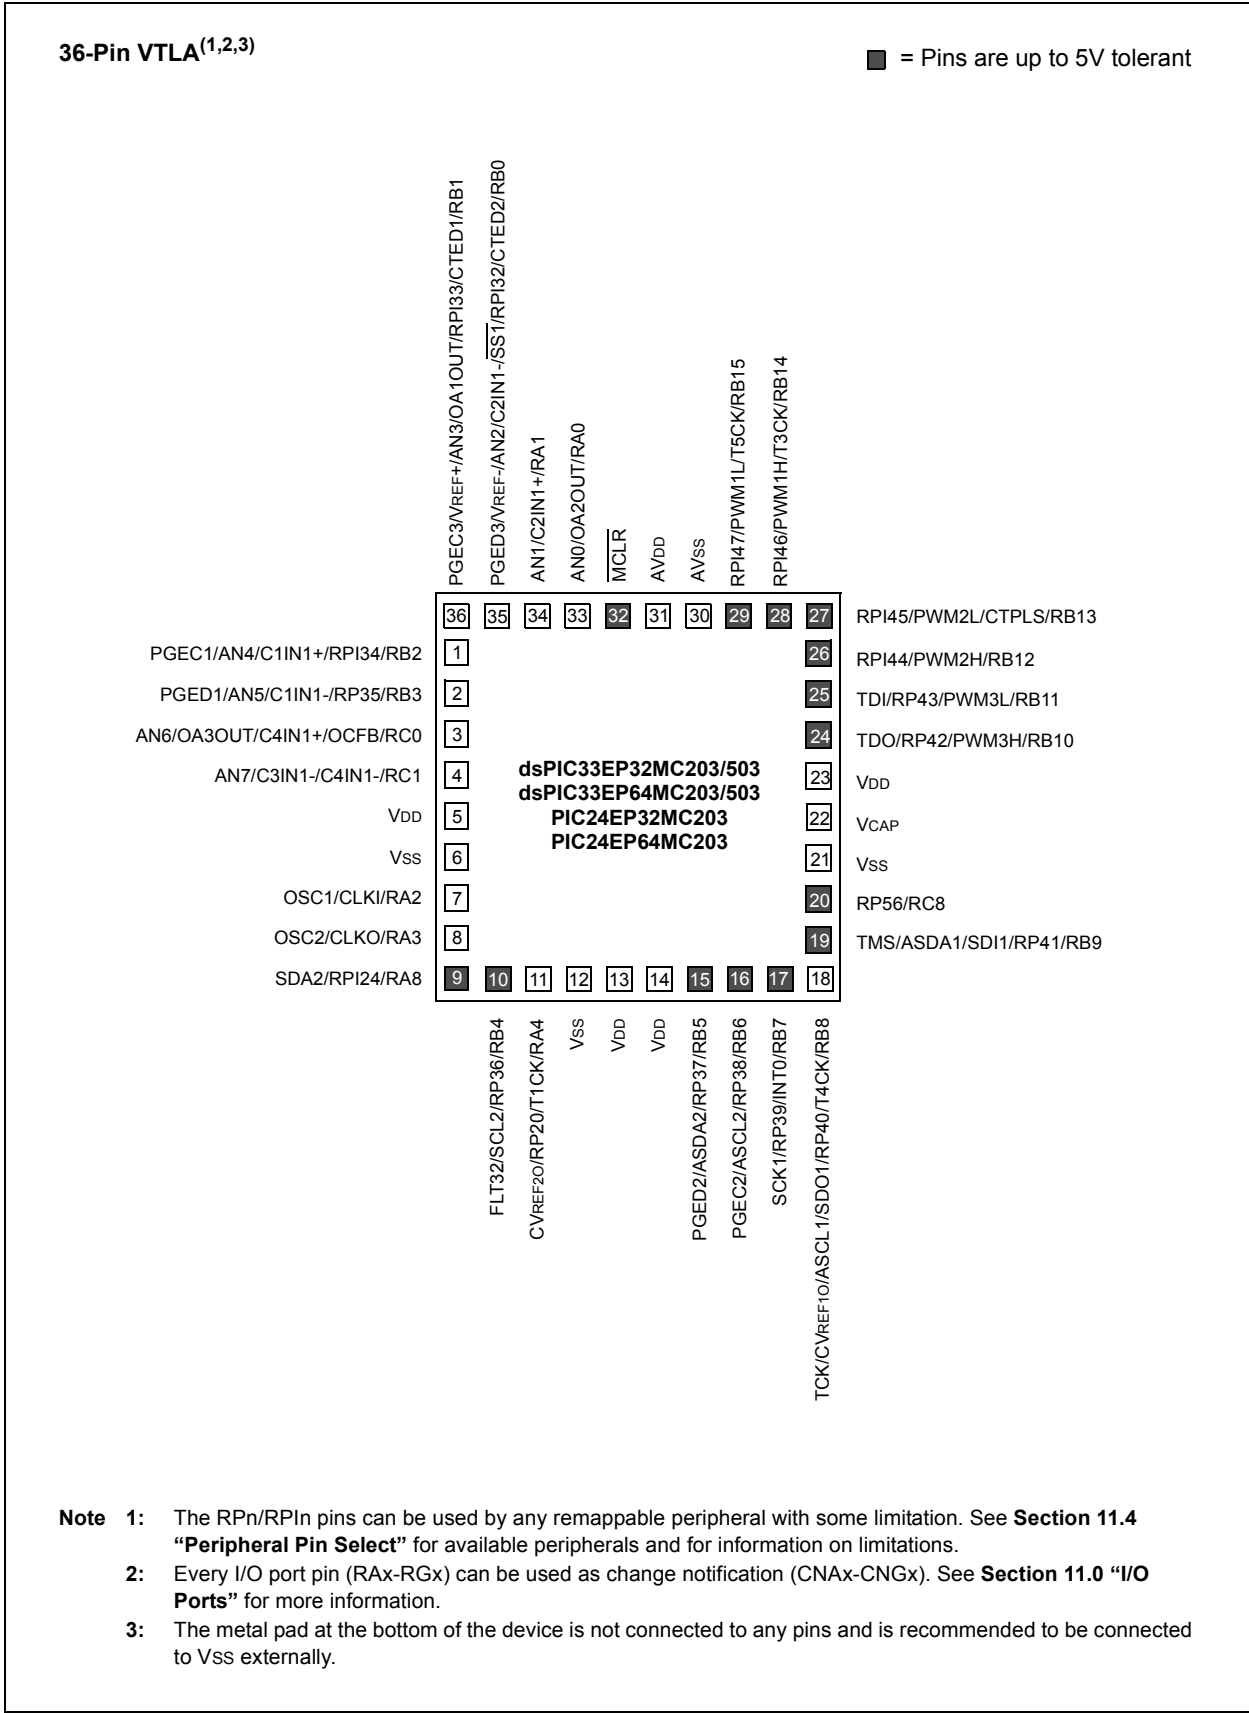 36-Pin VTLA(1,2,3)
= Pins are up to 5V tolerant
PGEC3/VREF+/AN3/OA1OUT/RPI33/CTED1/RB1
PGED3/VREF-/AN2/C2IN1-/SS1/RPI32/CTED2/RB0
AN1/C2IN1+/RA1
AN0/OA2OUT/RA0
MCLR
AVDD
AVSS
RPI47/PWM1L/T5CK/RB15
RPI46/PWM1H/T3CK/RB14
36 35 34 33 32 31 30 29 28 27
RPI45/PWM2L/CTPLS/RB13
PGEC1/AN4/C1IN1+/RPI34/RB2 1
26 RPI44/PWM2H/RB12
PGED1/AN5/C1IN1-/RP35/RB3 2
25 TDI/RP43/PWM3L/RB11
AN6/OA3OUT/C4IN1+/OCFB/RC0 3
24 TDO/RP42/PWM3H/RB10
AN7/C3IN1-/C4IN1-/RC1 4
23 VDD
VDD 5
22 VCAP
VSS 6
21 VSS
OSC1/CLKI/RA2 7
20 RP56/RC8
OSC2/CLKO/RA3 8
19 TMS/ASDA1/SDI1/RP41/RB9
dsPIC33EP32MC203/503
dsPIC33EP64MC203/503
PIC24EP32MC203
PIC24EP64MC203
SDA2/RPI24/RA8
9 10 11 12 13 14 15 16 17 18
FLT32/SCL2/RP36/RB4
CVREF2O/RP20/T1CK/RA4
VSS
VDD
VDD
PGED2/ASDA2/RP37/RB5
PGEC2/ASCL2/RP38/RB6
SCK1/RP39/INT0/RB7
TCK/CVREF1O/ASCL1/SDO1/RP40/T4CK/RB8
Note 1: The RPn/RPIn pins can be used by any remappable peripheral with some limitation. See Section 11.4
“Peripheral Pin Select” for available peripherals and for information on limitations.
2: Every I/O port pin (RAx-RGx) can be used as change notification (CNAx-CNGx). See Section 11.0 “I/O
Ports” for more information.
3: The metal pad at the bottom of the device is not connected to any pins and is recommended to be connected
to VSS externally.